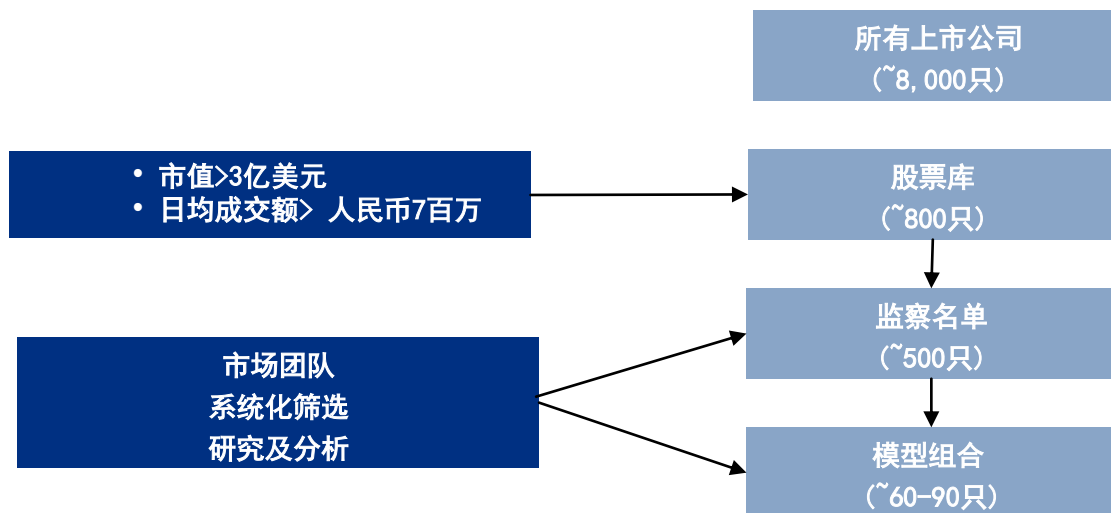 所有上市公司
(~8,000只)
• 市值>3亿美元
• 日均成交额> 人民币7百万
股票库
(~800只)
监察名单
(~500只)
市场团队
系统化筛选
研究及分析
模型组合
(~60-90只)